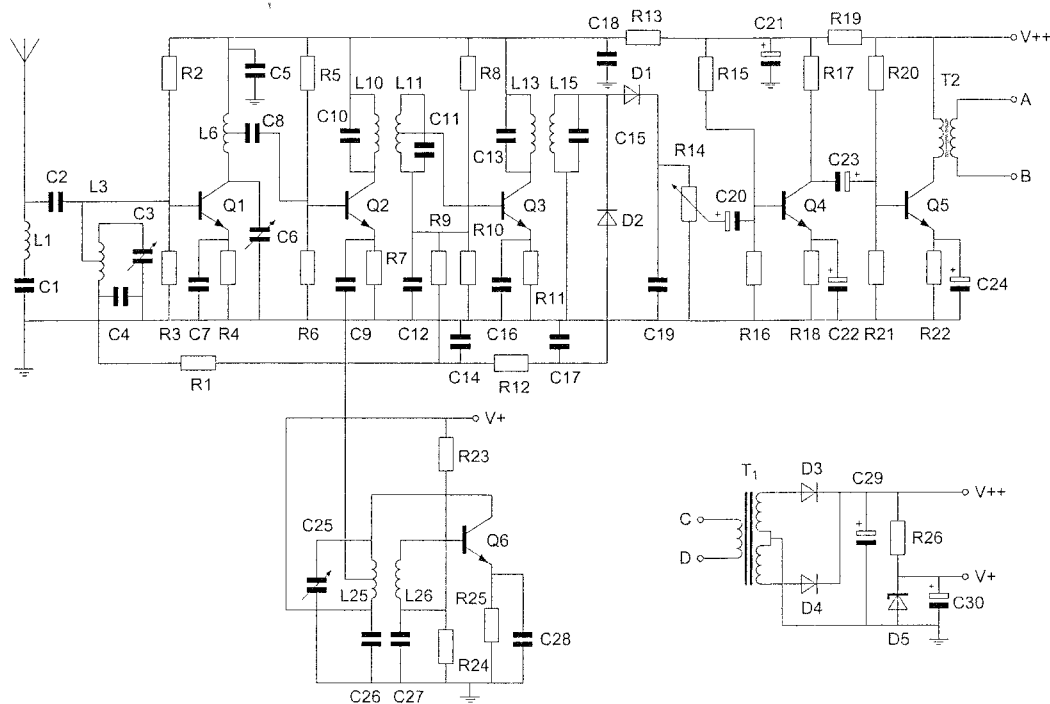 C18 R13 C21 R19
V++
R2 C5 R5 L10 L11 R8 L13 L15 D1 R15 R17 R20 T2
C8 C10 C11 A
L6 C13 C15
R14 C23
C2 L3 C20 B
C3 Q1 Q2 Q3 Q4 Q5
L1 C6 R9 R10 D2
R7
C1 R11 C24
C4 R3 C7 R4 R6 C9 C12 C16 C19 R16 R18 C22 R21 R22
R1 C14 R12 C17
V+
R23
T1 D3 C29
V++
C25 C
Q6 R26
D
V+
L25 L26 R25 D4 C30
C28 D5
R24
C26 C27